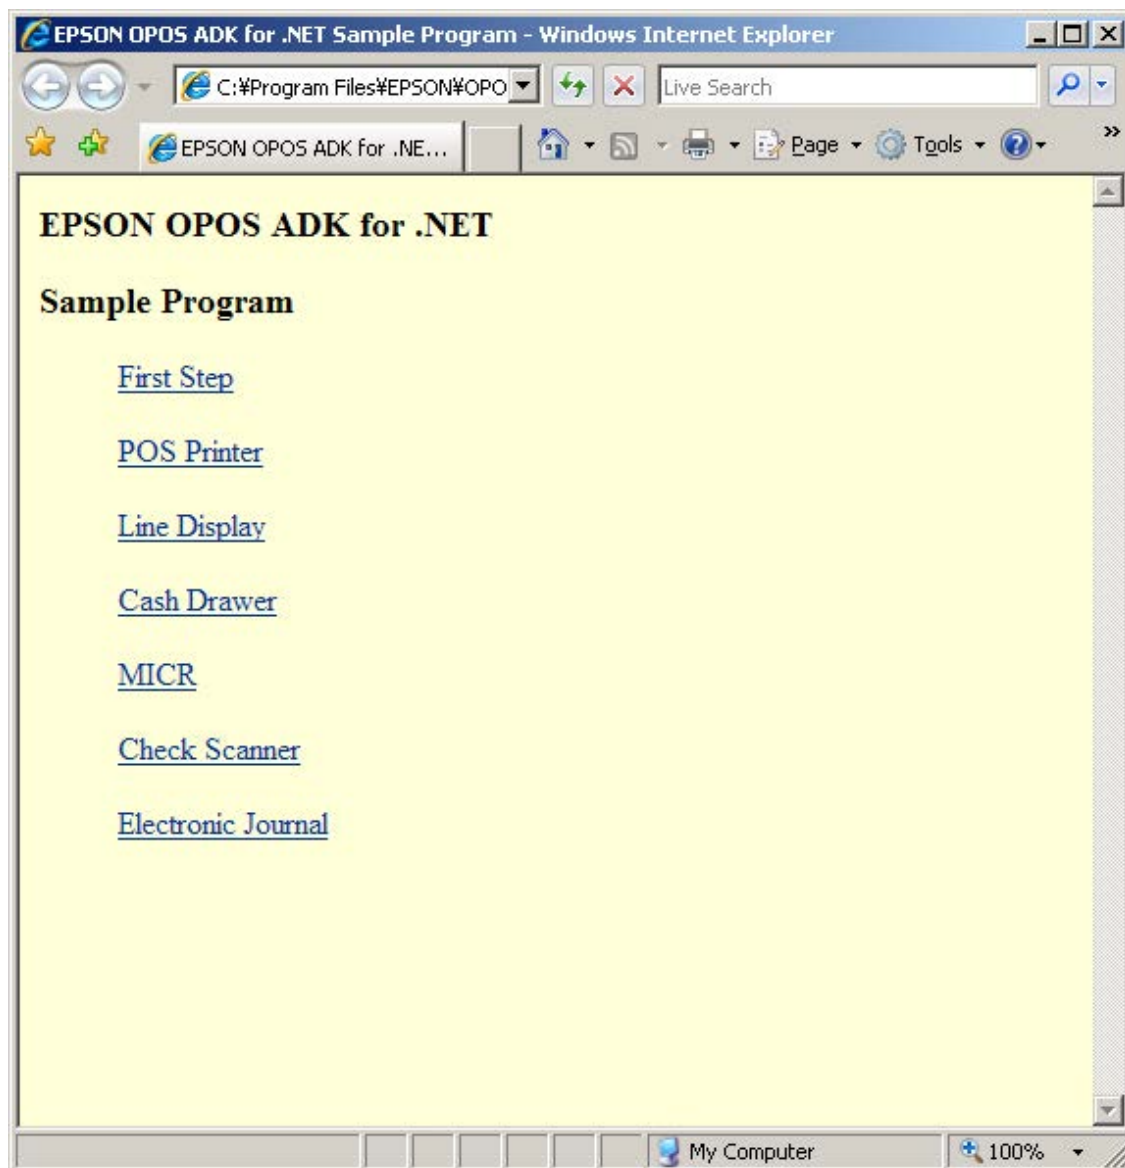 EPSON OPOS ADK for .NET Sample Program - Windows Internet Explorer
C:¥Program Files¥EPSON¥OPO
Live Search
EPSON OPOS ADK for .NE...
Page
Tools
EPSON OPOS ADK for .NET
Sample Program
First Step
POS Printer
Line Display
Cash Drawer
MICR
Check Scanner
Electronic Journal
My Computer
100%